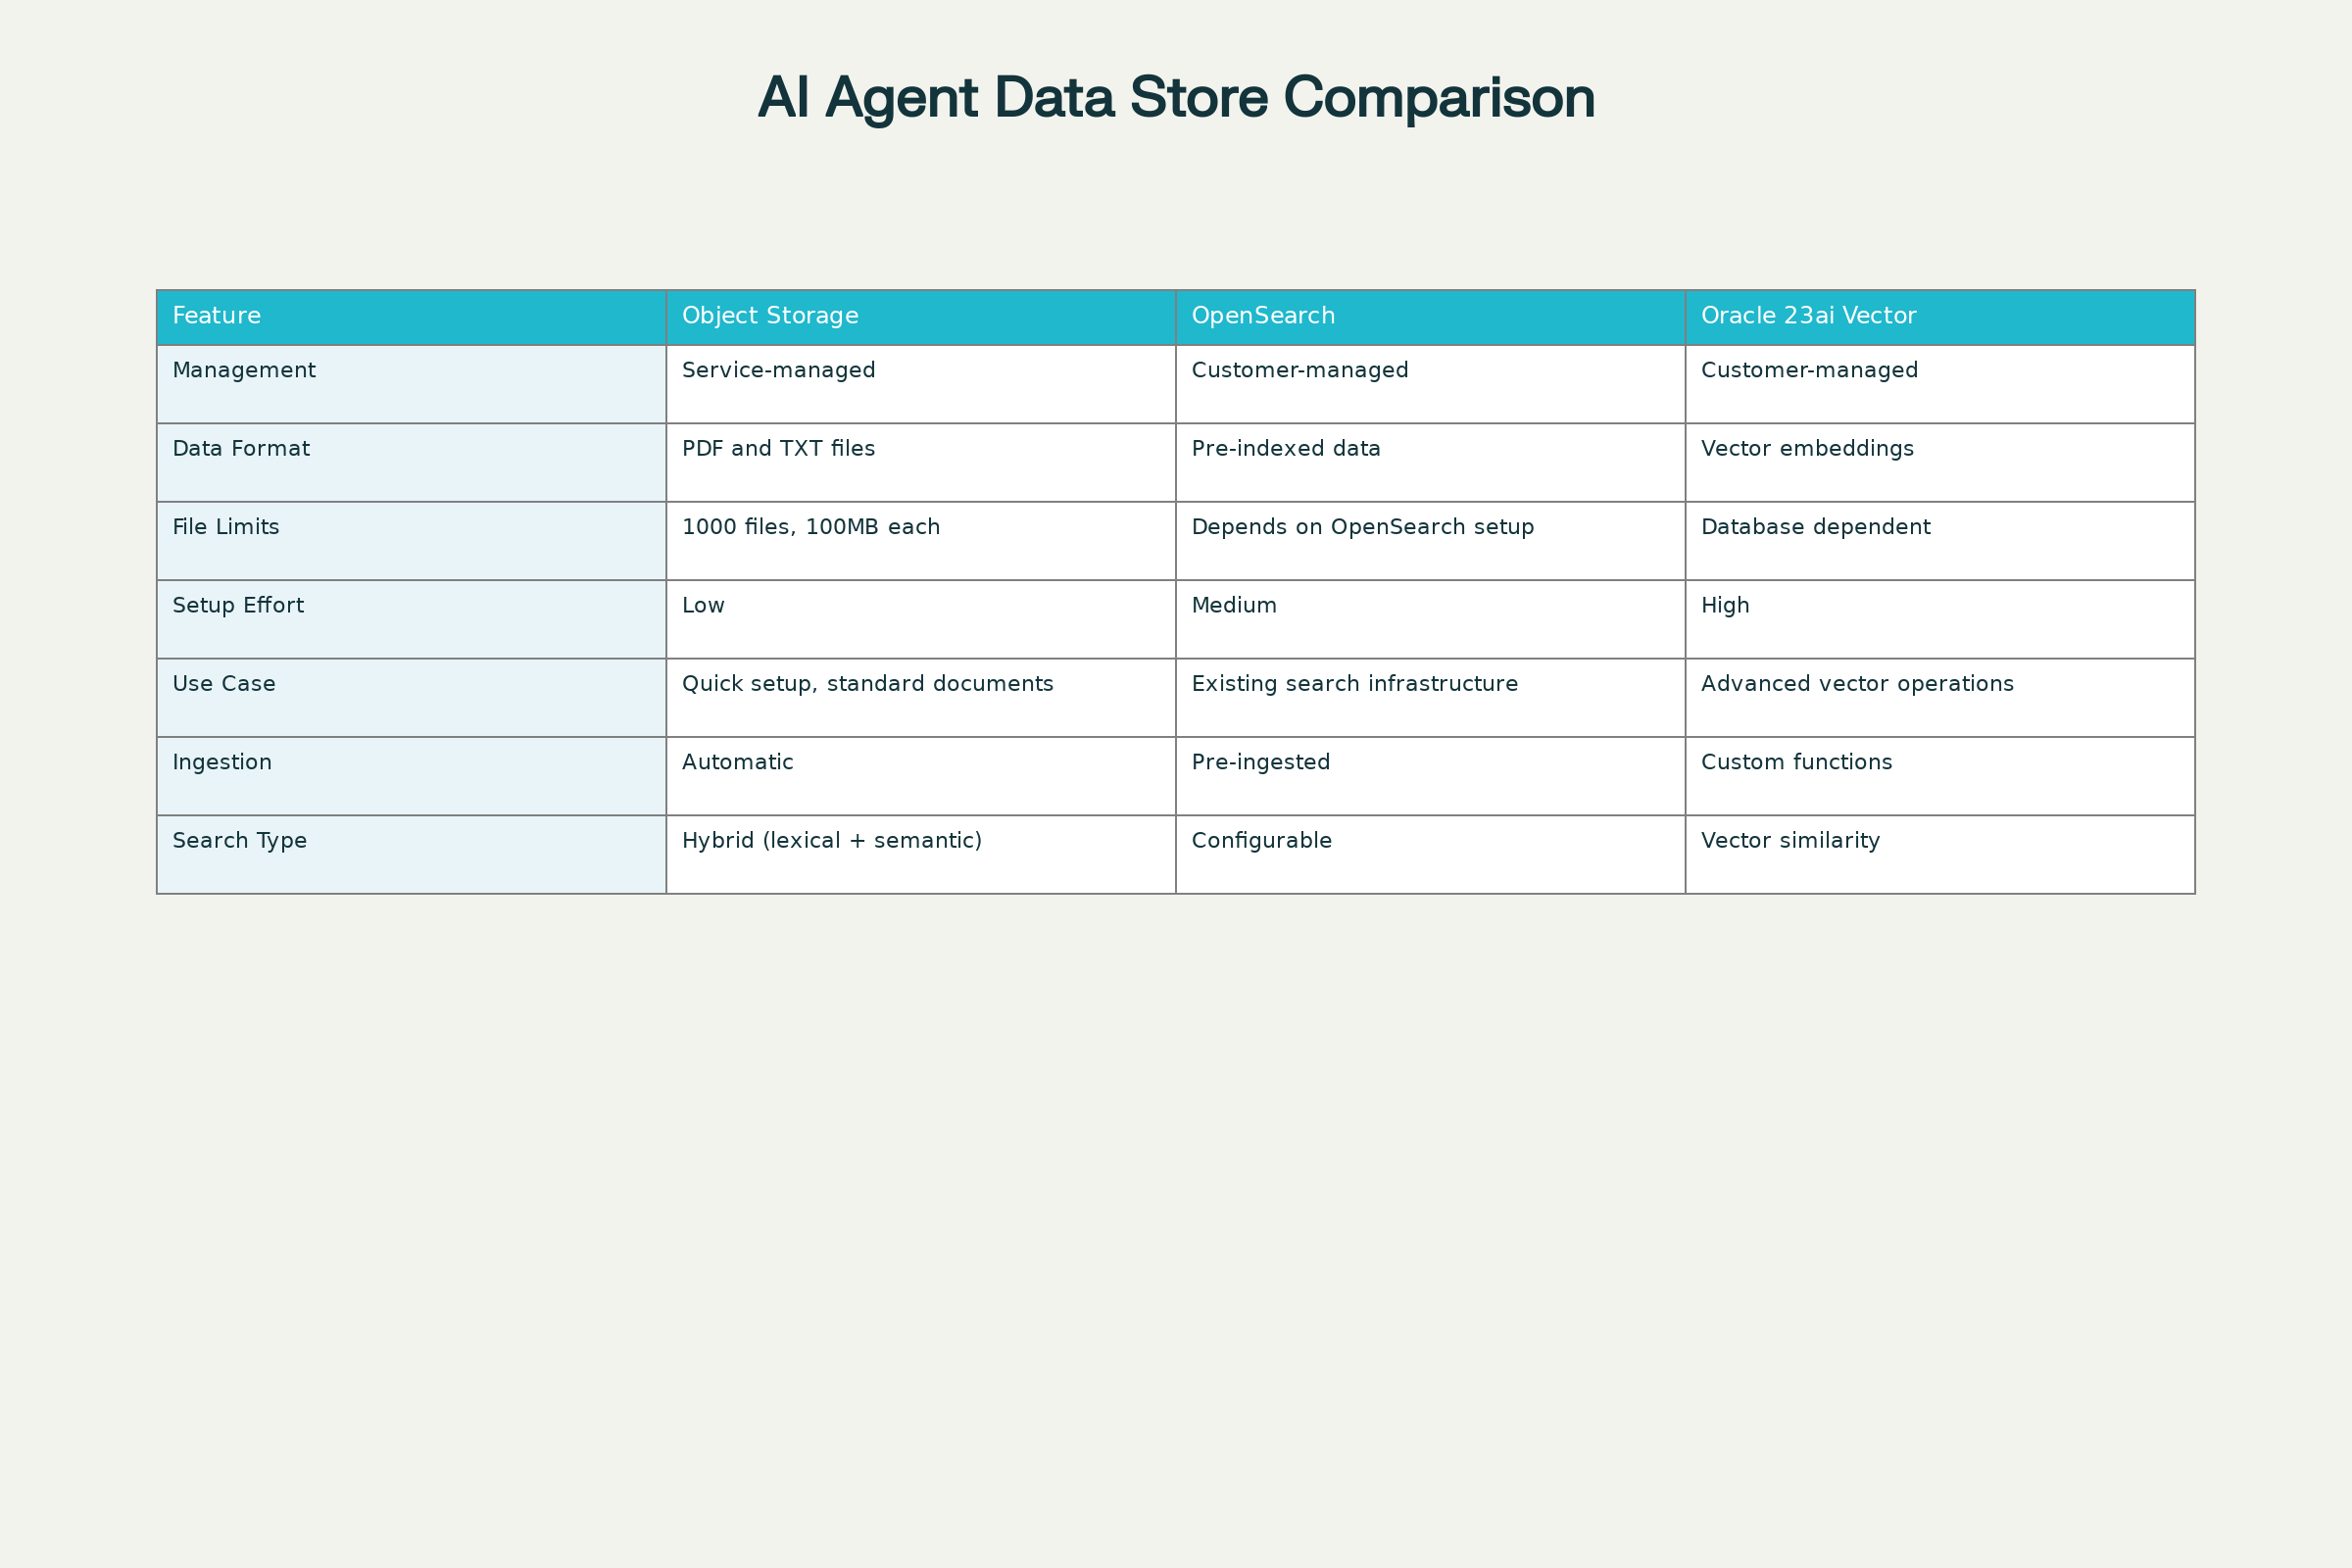 AI Agent Data Store Comparison
Feature Object Storage OpenSearch Oracle 23ai Vector
Management Service-managed Customer-managed Customer-managed
Data Format PDF and TXT files Pre-indexed data Vector embeddings
File Limits 1000 files, 100MB each Depends on OpenSearch setup Database dependent
Setup Effort Low Medium High
Use Case Quick setup, standard documents Existing search infrastructure Advanced vector operations
Ingestion Automatic Pre-ingested Custom functions
Search Type Hybrid (lexical + semantic) Configurable Vector similarity